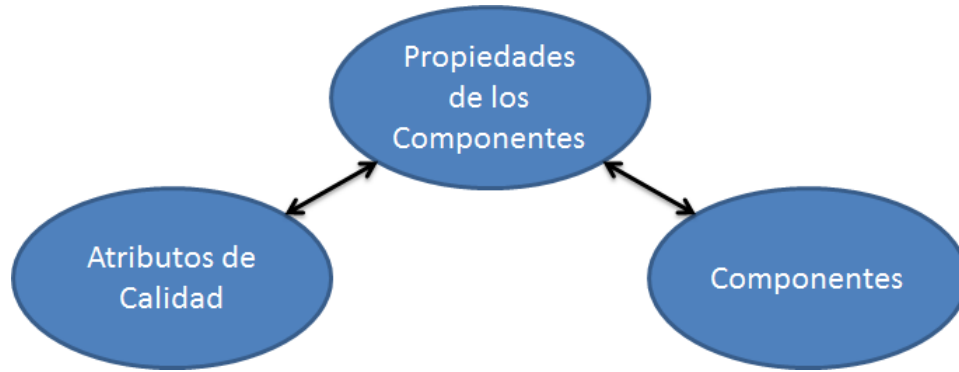 Propiedades
de los
Componentes
Atributos de
Calidad
Componentes